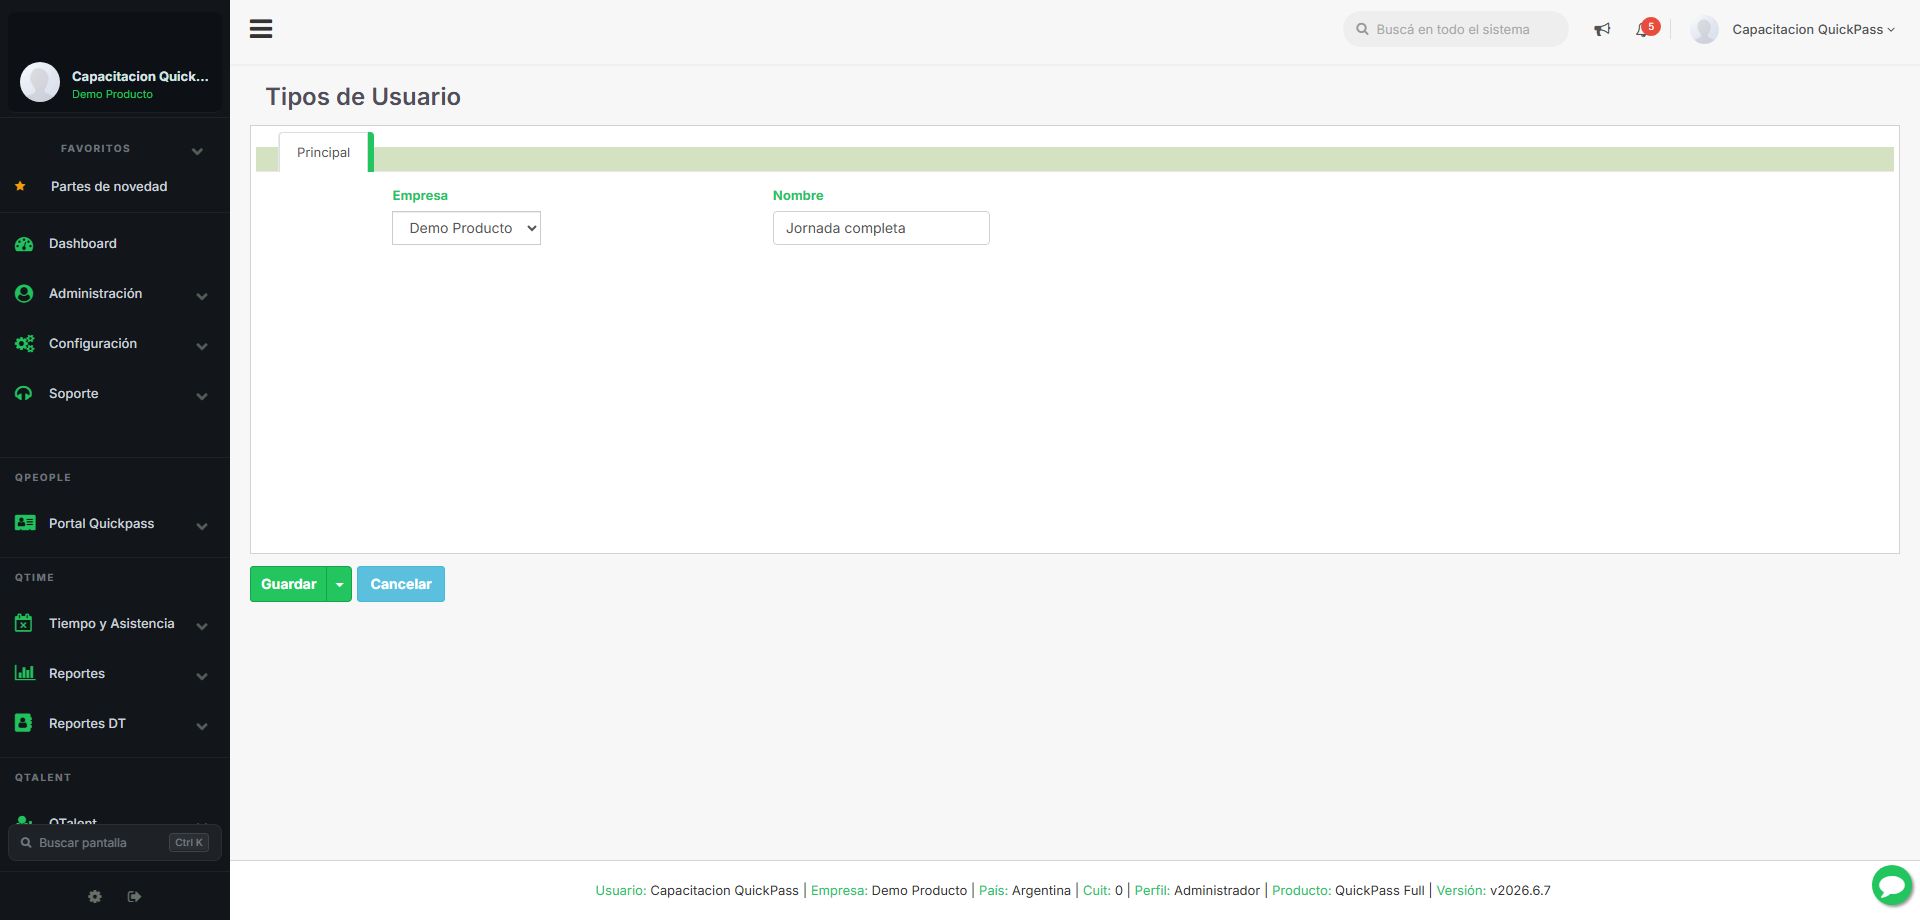 Capacitacion Quick...
Demo Producto
FAVORITOS
Partes de novedad
Dashboard
Administración
Configuración
Soporte
QPEOPLE
Portal Quickpass
QTIME
Tiempo y Asistencia
Reportes
Reportes DT
QTALENT
QTalent
Buscar pantalla Ctrl K
Buscá en todo el sistema
5
Capacitacion QuickPass
Tipos de Usuario
Principal
Empresa Nombre
Demo Producto Jornada completa
Guardar Cancelar
Usuario: Capacitacion QuickPass | Empresa: Demo Producto | País: Argentina | Cuit: 0 | Perfil: Administrador | Producto: QuickPass Full | Versión: v2026.6.7